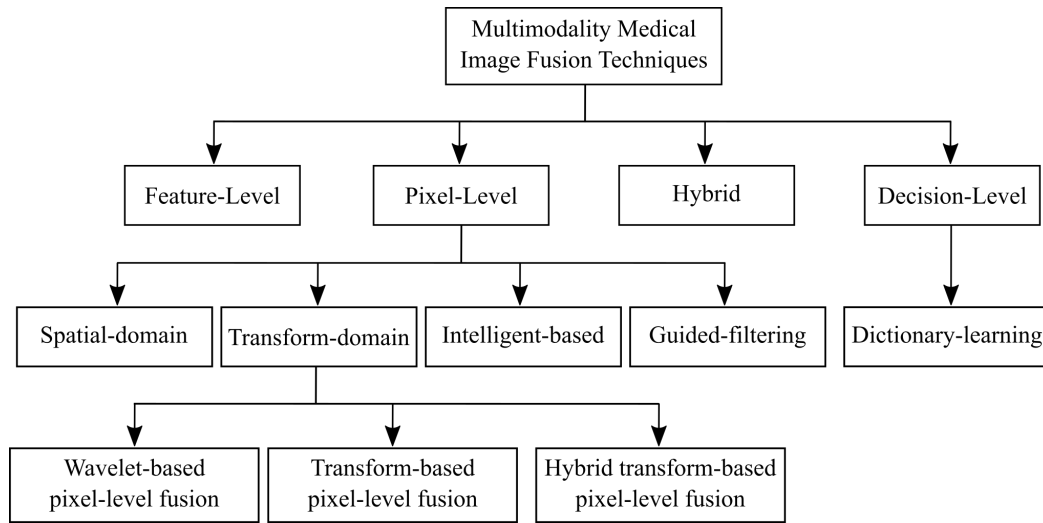 Multimodality Medical
Image Fusion Techniques
Feature-Level
Pixel-Level
Hybrid
Decision-Level
Spatial-domain
Transform-domain
Intelligent-based
Guided-filtering
Dictionary-learning
Wavelet-based
pixel-level fusion
Transform-based
pixel-level fusion
Hybrid transform-based
pixel-level fusion